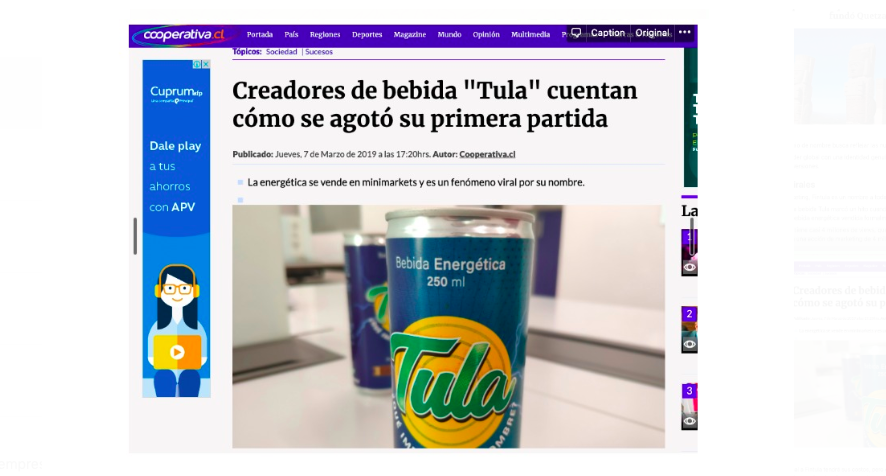 cooperativa.cl
Portada País Regiones Deportes Magazine Mundo Opinión Multimedia
Caption Original
Tópicos: Sociedad | Sucesos
Creadores de bebida "Tula" cuentan
cómo se agotó su primera partida
Publicado: Jueves, 7 de Marzo de 2019 a las 17:20hrs. Autor: Cooperativa.cl
La energética se vende en minimarkets y es un fenómeno viral por su nombre.
Cuprum afp
Dale play
a tus
ahorros
con APV
Bebida Energética
250 ml
Tula
La
1
2
3